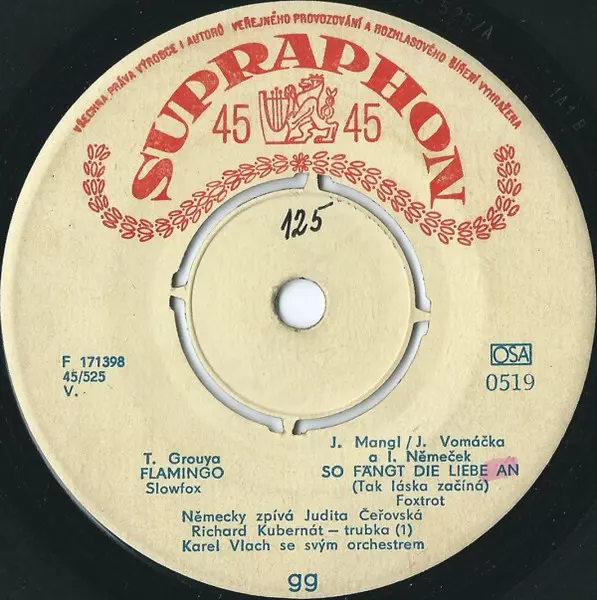 VŠECHNA PRÁVA VÝROBCE I AUTORŮ VEŘEJNÉHO PROVOZOVÁNÍ A ROZHLASOVÉHO ŠÍŘENÍ VYHRAŽENA
SUPRAPHON
45 45
125
F 171398
45/525
V.
OSA
0519
T. Grouya
FLAMINGO
Slowfox
J. Mangl/J. Vomáčka
a I. Němeček
SO FÄNGT DIE LIEBE AN
(Tak láska začíná)
Foxtrot
Německy zpívá Judita Čeřovská
Richard Kubernát – trubka (1)
Karel Vlach se svým orchestrem
gg